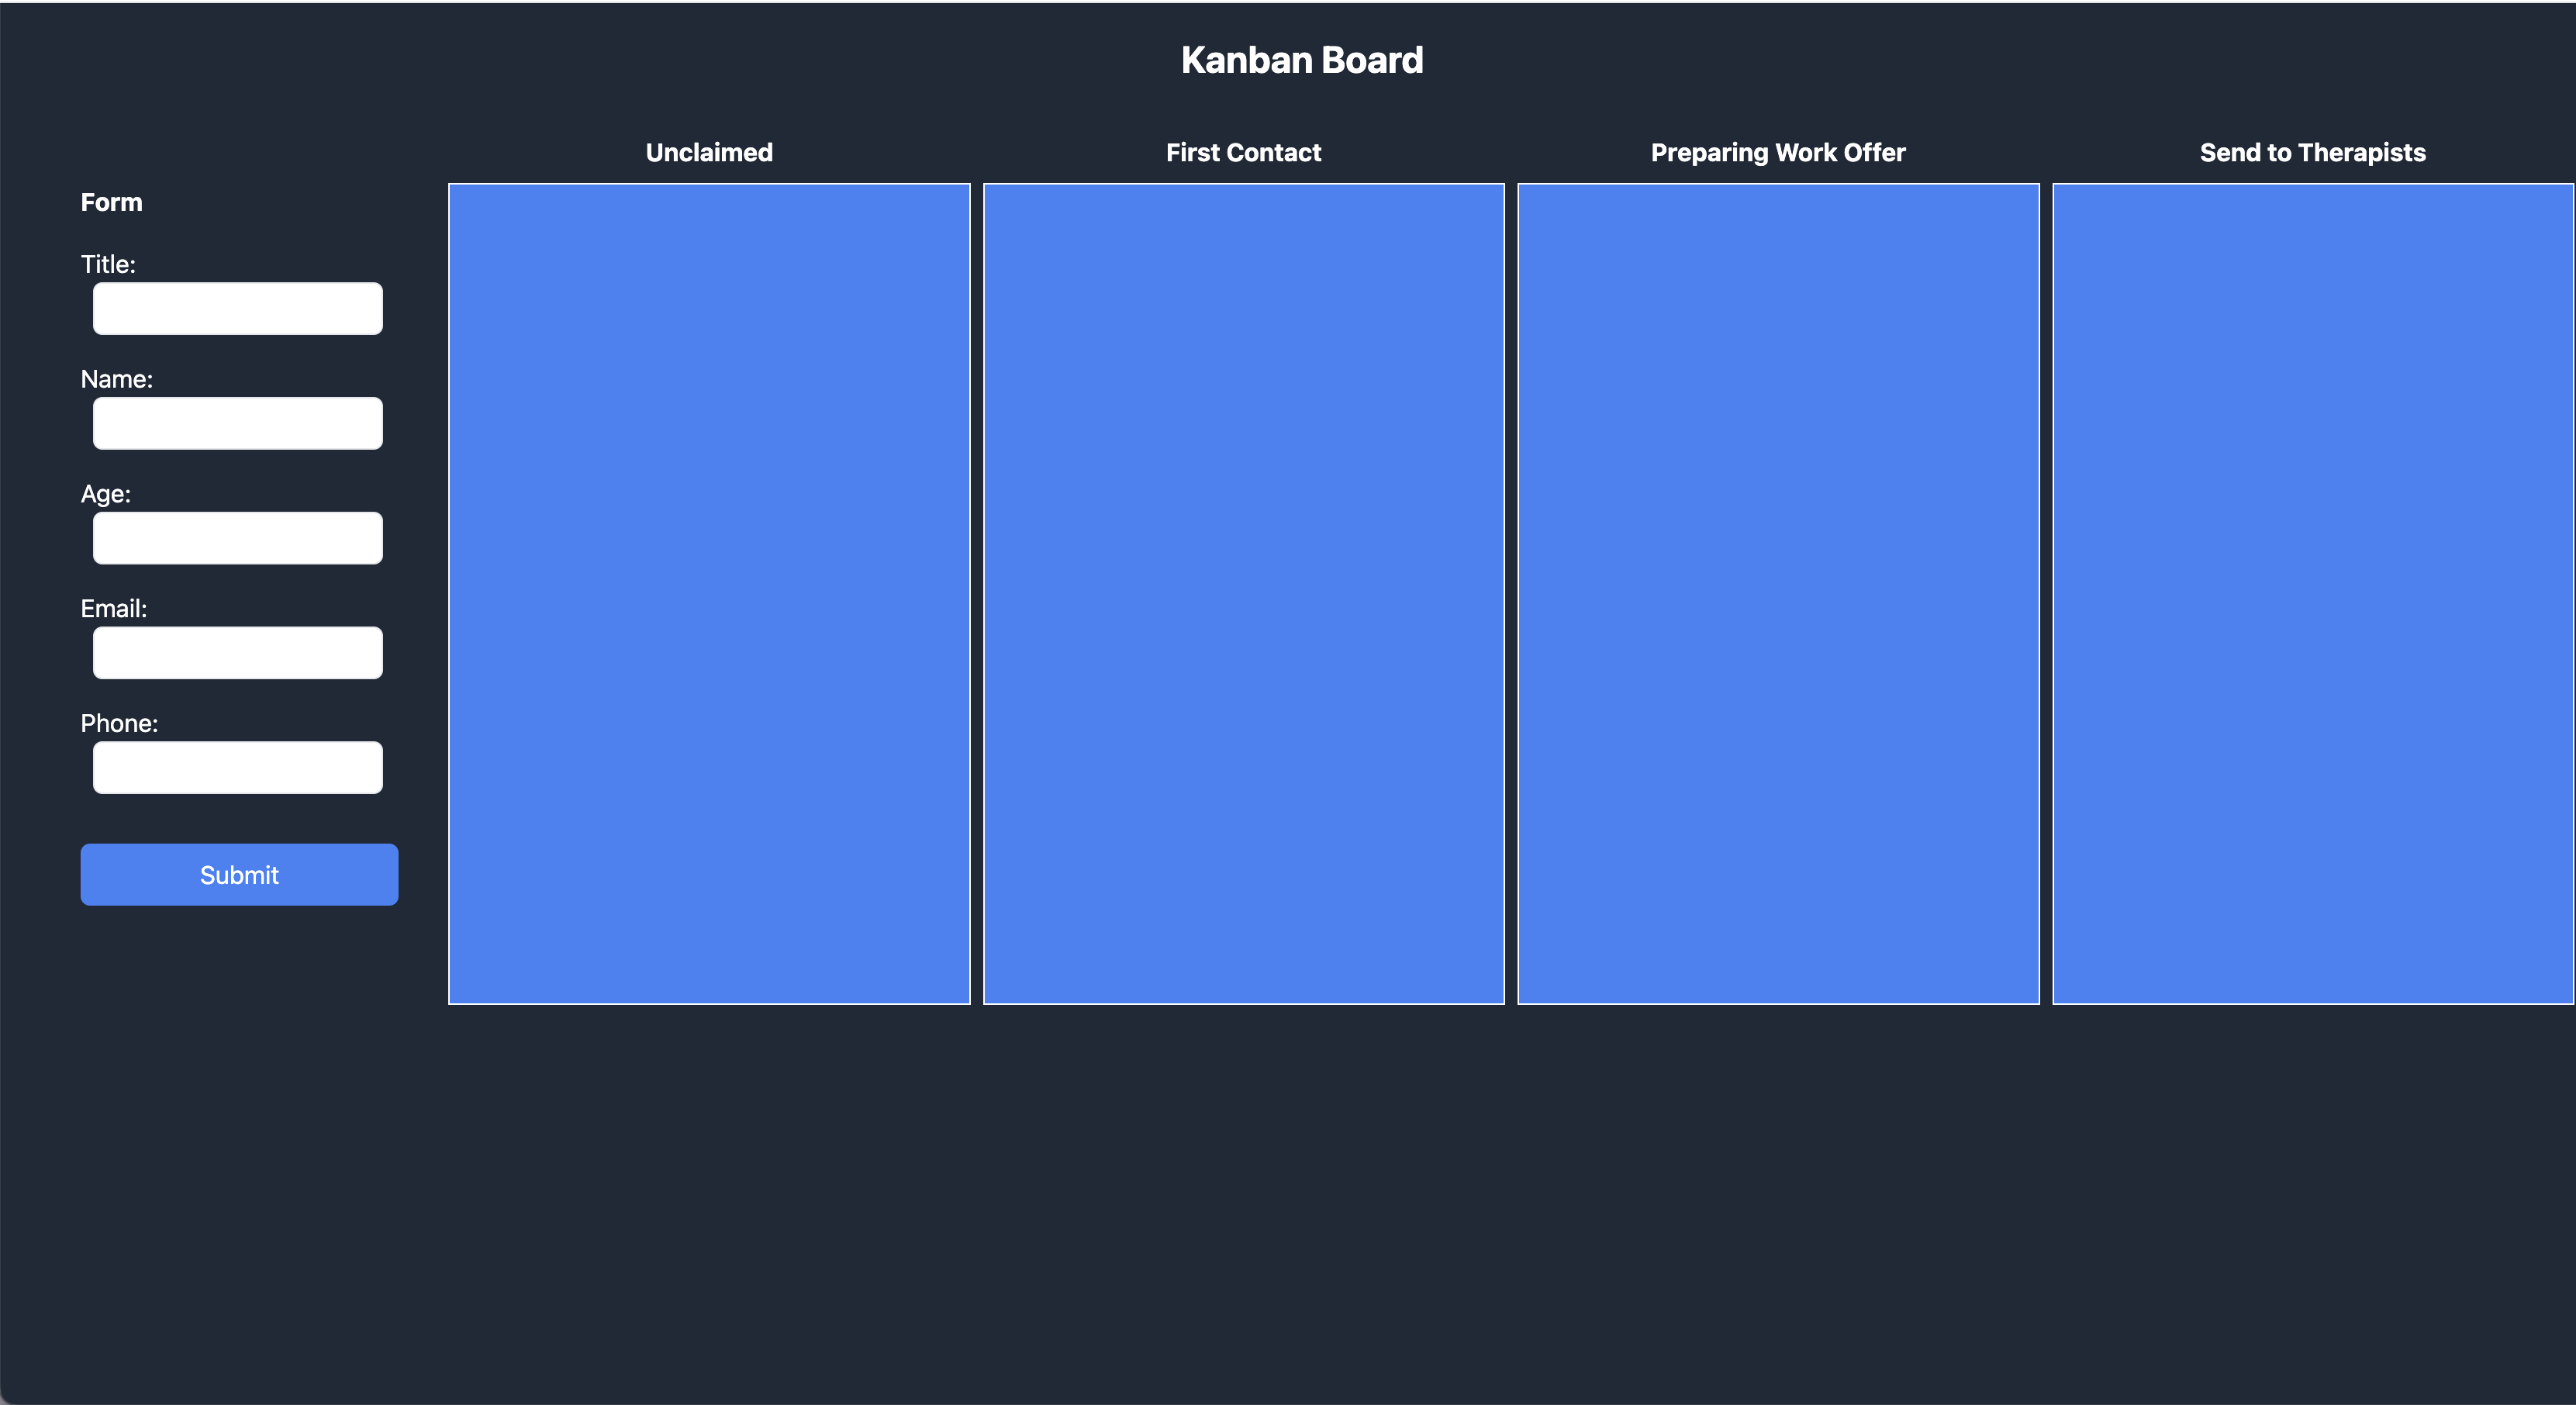 Kanban Board
Unclaimed
First Contact
Preparing Work Offer
Send to Therapists
Form
Title:
Name:
Age:
Email:
Phone:
Submit